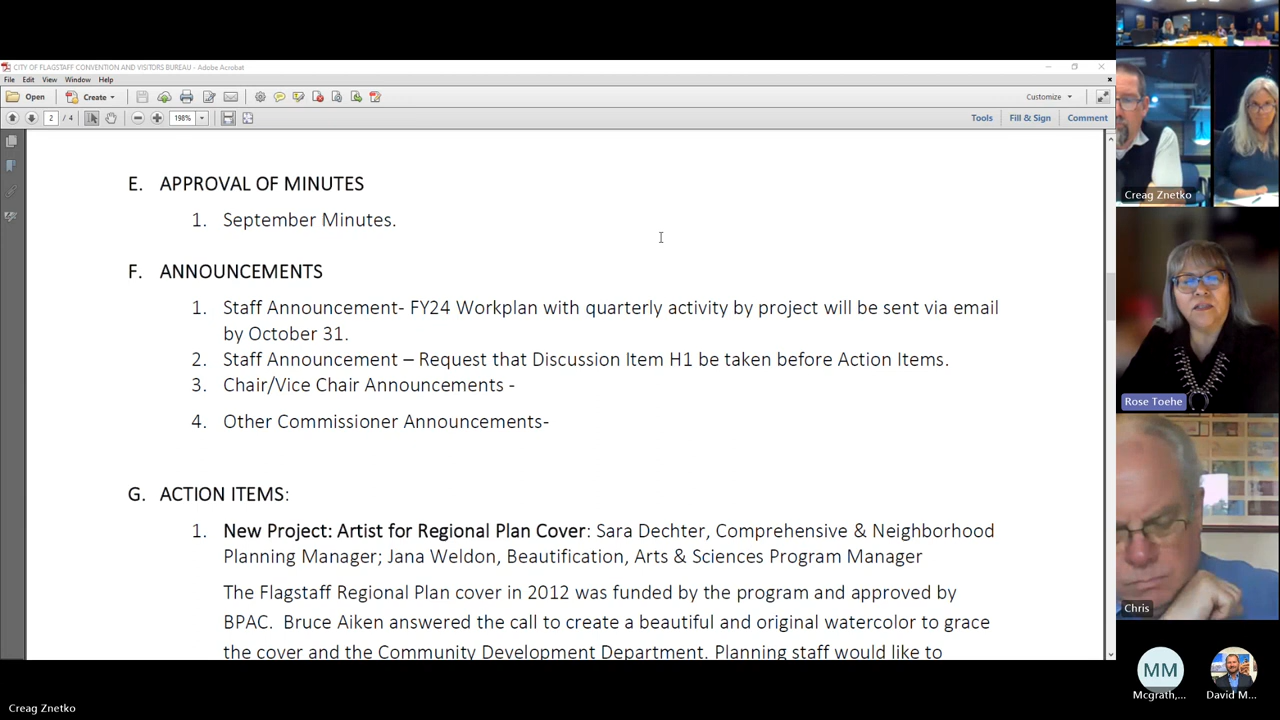 CITY OF FLAGSTAFF CONVENTION AND VISITORS BUREAU - Adobe Acrobat
File Edit View Window Help
Open Create Customize
2 / 4 198% Tools Fill & Sign Comment
E. APPROVAL OF MINUTES
1. September Minutes.
F. ANNOUNCEMENTS
1. Staff Announcement- FY24 Workplan with quarterly activity by project will be sent via email
by October 31.
2. Staff Announcement – Request that Discussion Item H1 be taken before Action Items.
3. Chair/Vice Chair Announcements -
4. Other Commissioner Announcements-
G. ACTION ITEMS:
1. New Project: Artist for Regional Plan Cover: Sara Dechter, Comprehensive & Neighborhood
Planning Manager; Jana Weldon, Beautification, Arts & Sciences Program Manager
The Flagstaff Regional Plan cover in 2012 was funded by the program and approved by
BPAC. Bruce Aiken answered the call to create a beautiful and original watercolor to grace
the cover and the Community Development Department. Planning staff would like to
Creag Znetko
Rose Toehe
Chris
MM
Mcgrath,... David M...
Creag Znetko